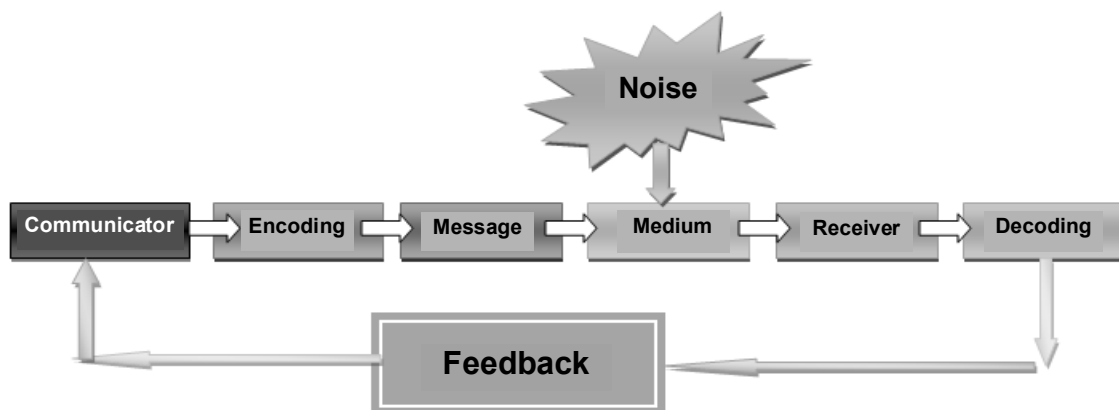 Noise
Communicator
Encoding
Message
Medium
Receiver
Decoding
Feedback